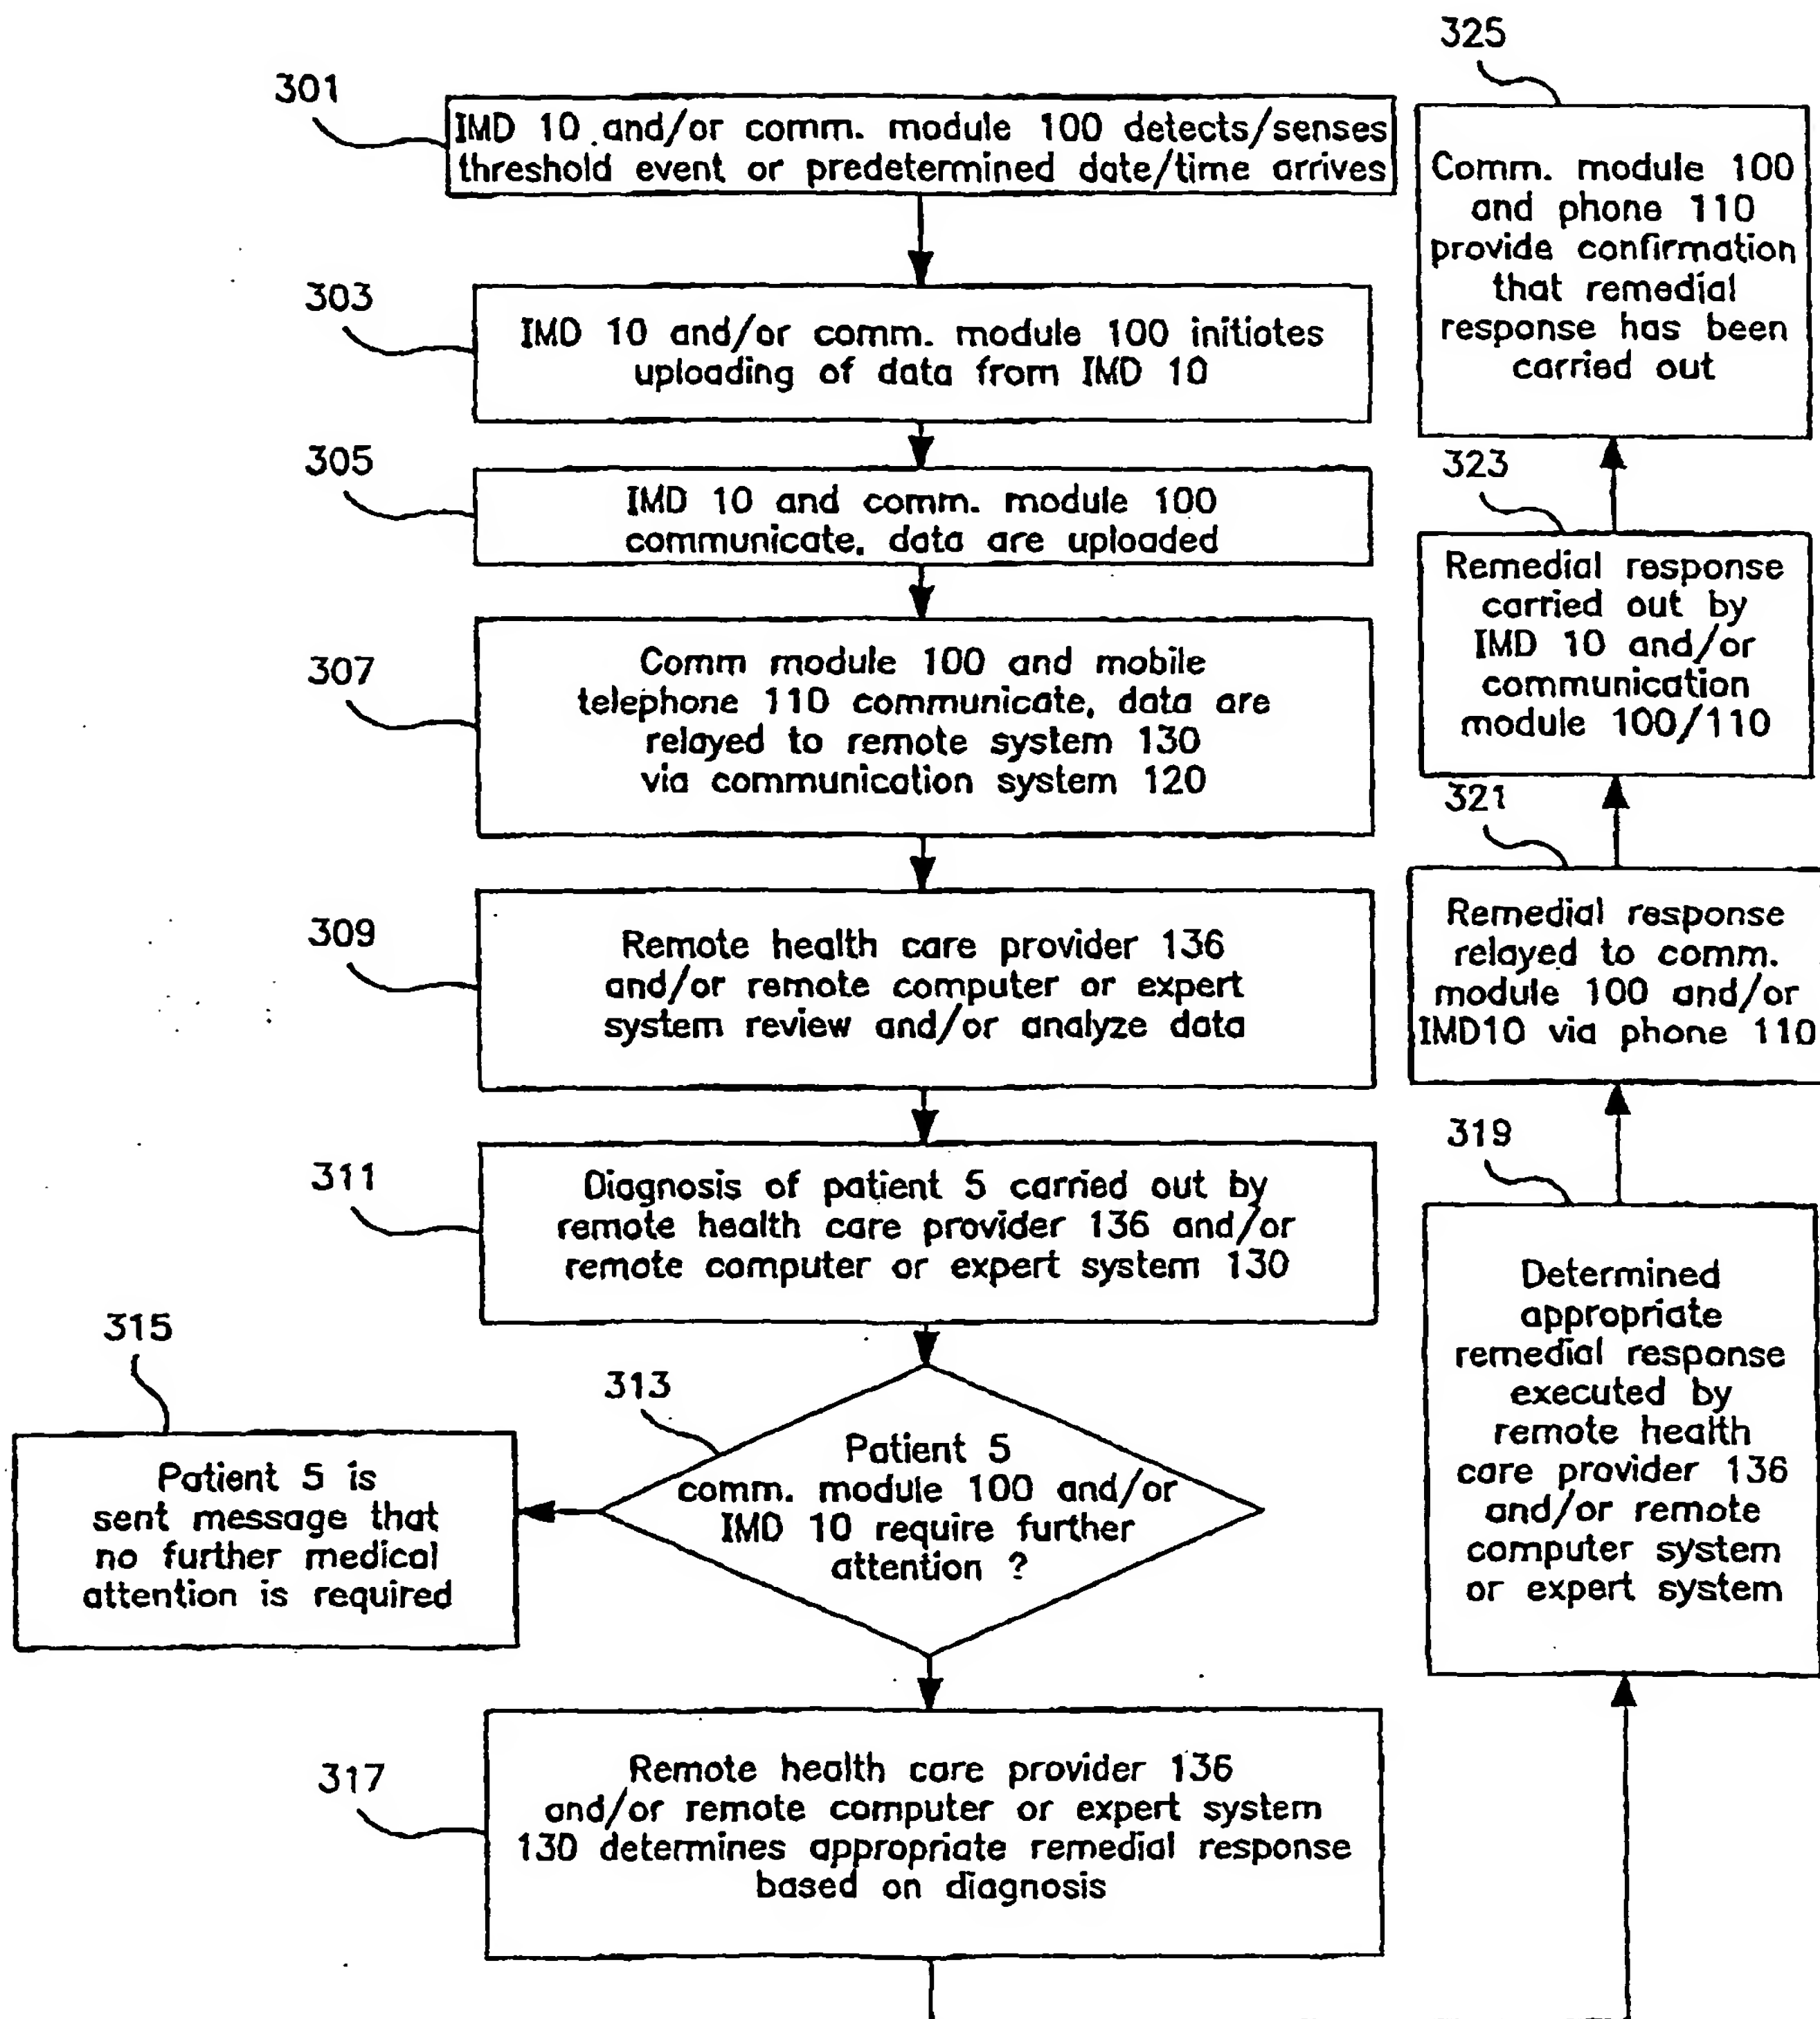 301
IMD 10 and/or comm. module 100 detects/senses
threshold event or predetermined date/time arrives
303
IMD 10 and/or comm. module 100 initiates
uploading of data from IMD 10
305
IMD 10 and comm. module 100
communicate, data are uploaded
307
Comm module 100 and mobile
telephone 110 communicate, data are
relayed to remote system 130
via communication system 120
309
Remote health care provider 136
and/or remote computer or expert
system review and/or analyze data
311
Diagnosis of patient 5 carried out by
remote health care provider 136 and/or
remote computer or expert system 130
313
Patient 5
comm. module 100 and/or
IMD 10 require further
attention ?
315
Patient 5 is
sent message that
no further medical
attention is required
317
Remote health care provider 136
and/or remote computer or expert system
130 determines appropriate remedial response
based on diagnosis
319
Determined
appropriate
remedial response
executed by
remote health
care provider 136
and/or remote
computer system
or expert system
321
Remedial response
relayed to comm.
module 100 and/or
IMD10 via phone 110
323
Remedial response
carried out by
IMD 10 and/or
communication
module 100/110
325
Comm. module 100
and phone 110
provide confirmation
that remedial
response has been
carried out